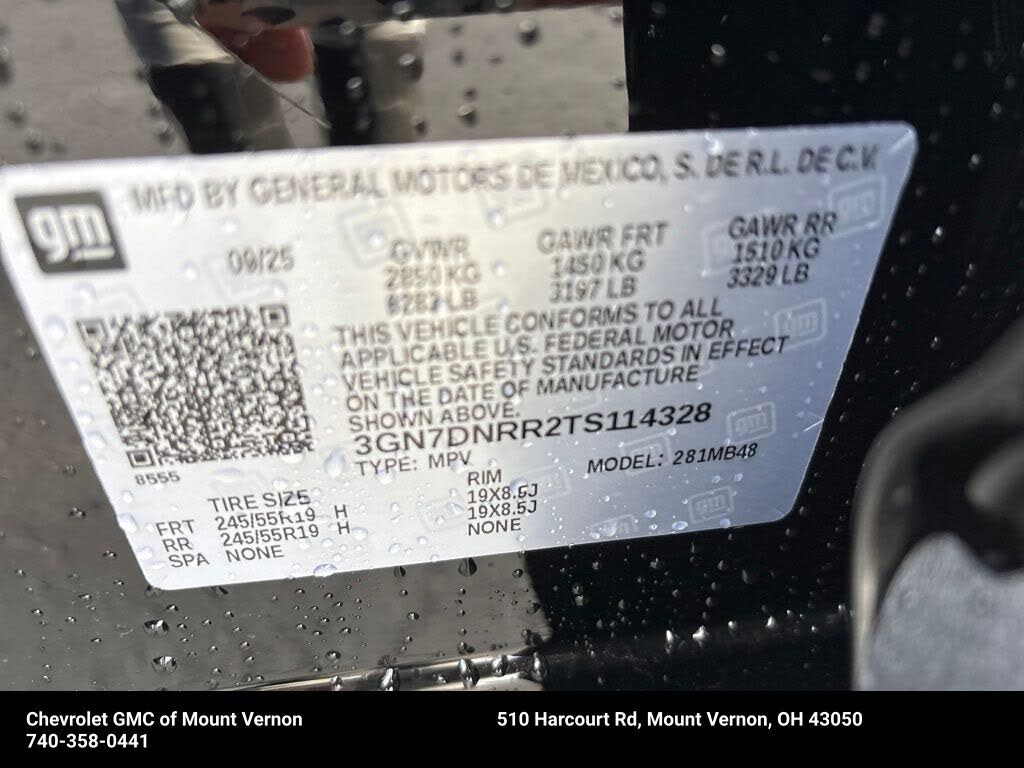 gm
MFD BY GENERAL MOTORS DE MEXICO, S. DE R.L. DE C.V.
09/25
GVWR
2850 KG
6283 LB
GAWR FRT
1450 KG
3197 LB
GAWR RR
1510 KG
3329 LB
THIS VEHICLE CONFORMS TO ALL
APPLICABLE U.S. FEDERAL MOTOR
VEHICLE SAFETY STANDARDS IN EFFECT
ON THE DATE OF MANUFACTURE
SHOWN ABOVE.
3GN7DNRR2TS114328
TYPE: MPV MODEL: 281MB48
8555
TIRE SIZE RIM
FRT 245/55R19 H 19X8.5J
RR 245/55R19 H 19X8.5J
SPA NONE NONE
Chevrolet GMC of Mount Vernon
740-358-0441
510 Harcourt Rd, Mount Vernon, OH 43050